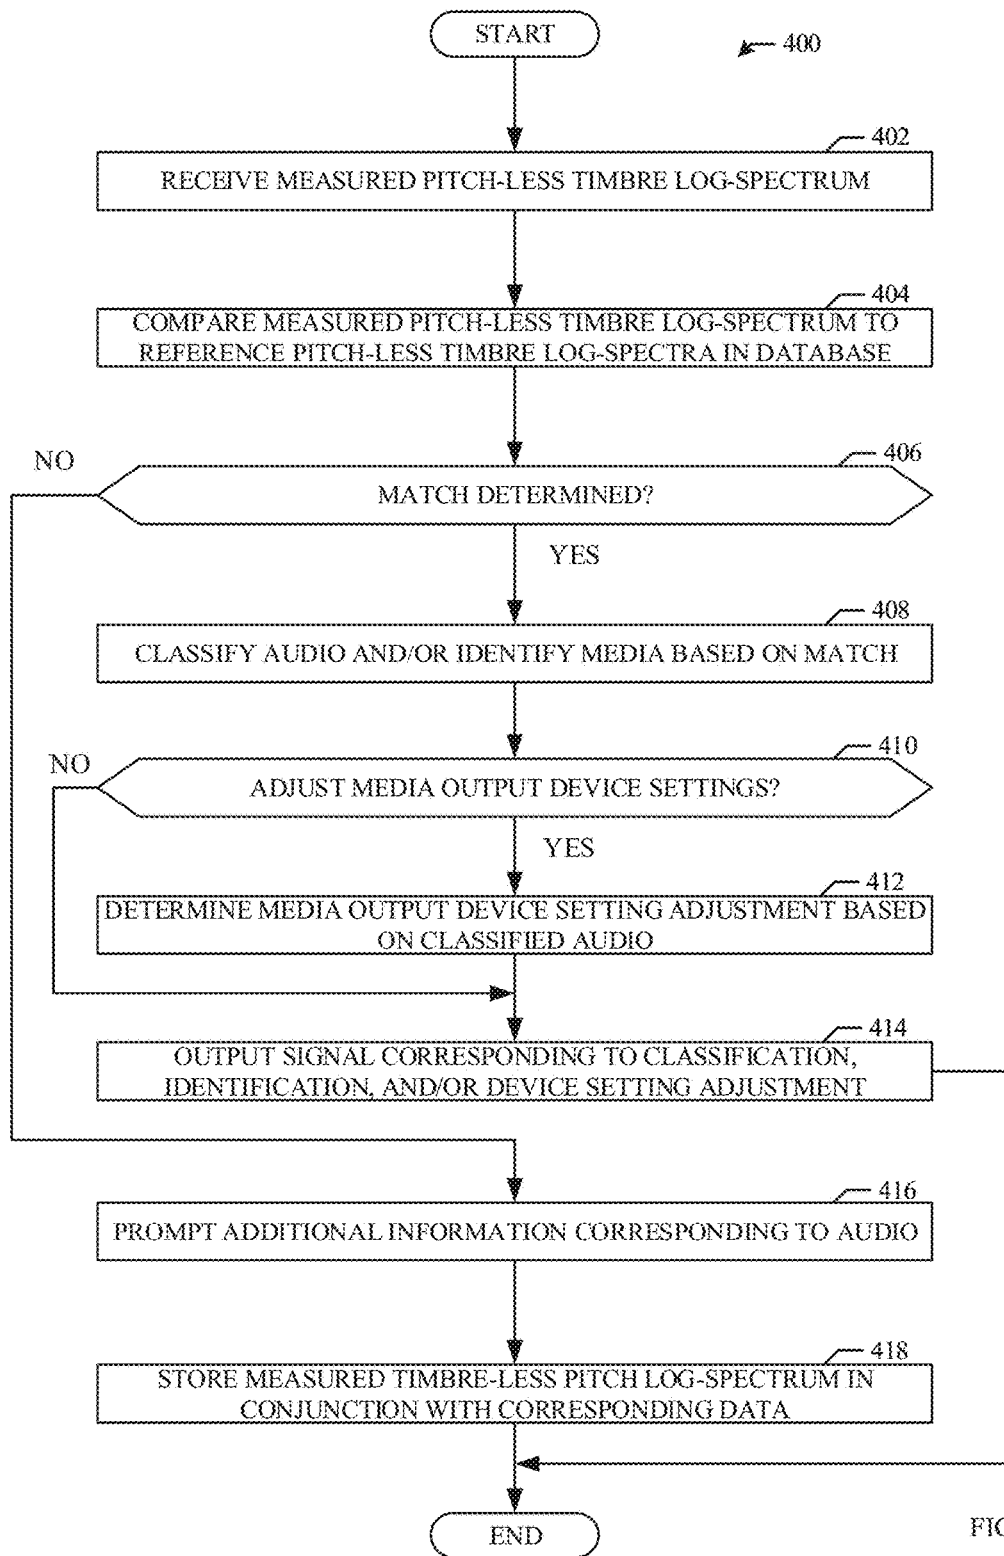 START
400
402
RECEIVE MEASURED PITCH-LESS TIMBRE LOG-SPECTRUM
404
COMPARE MEASURED PITCH-LESS TIMBRE LOG-SPECTRUM TO
REFERENCE PITCH-LESS TIMBRE LOG-SPECTRA IN DATABASE
NO
406
MATCH DETERMINED?
YES
408
CLASSIFY AUDIO AND/OR IDENTIFY MEDIA BASED ON MATCH
NO
410
ADJUST MEDIA OUTPUT DEVICE SETTINGS?
YES
412
DETERMINE MEDIA OUTPUT DEVICE SETTING ADJUSTMENT BASED
ON CLASSIFIED AUDIO
414
OUTPUT SIGNAL CORRESPONDING TO CLASSIFICATION,
IDENTIFICATION, AND/OR DEVICE SETTING ADJUSTMENT
416
PROMPT ADDITIONAL INFORMATION CORRESPONDING TO AUDIO
418
STORE MEASURED TIMBRE-LESS PITCH LOG-SPECTRUM IN
CONJUNCTION WITH CORRESPONDING DATA
END